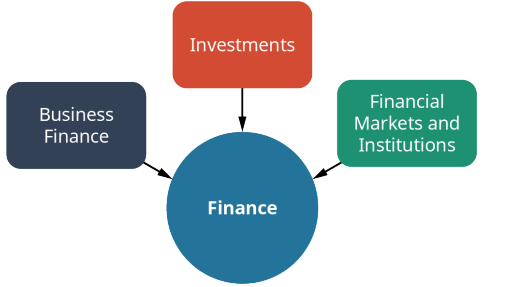 Investments
Business
Finance
Financial
Markets and
Institutions
Finance